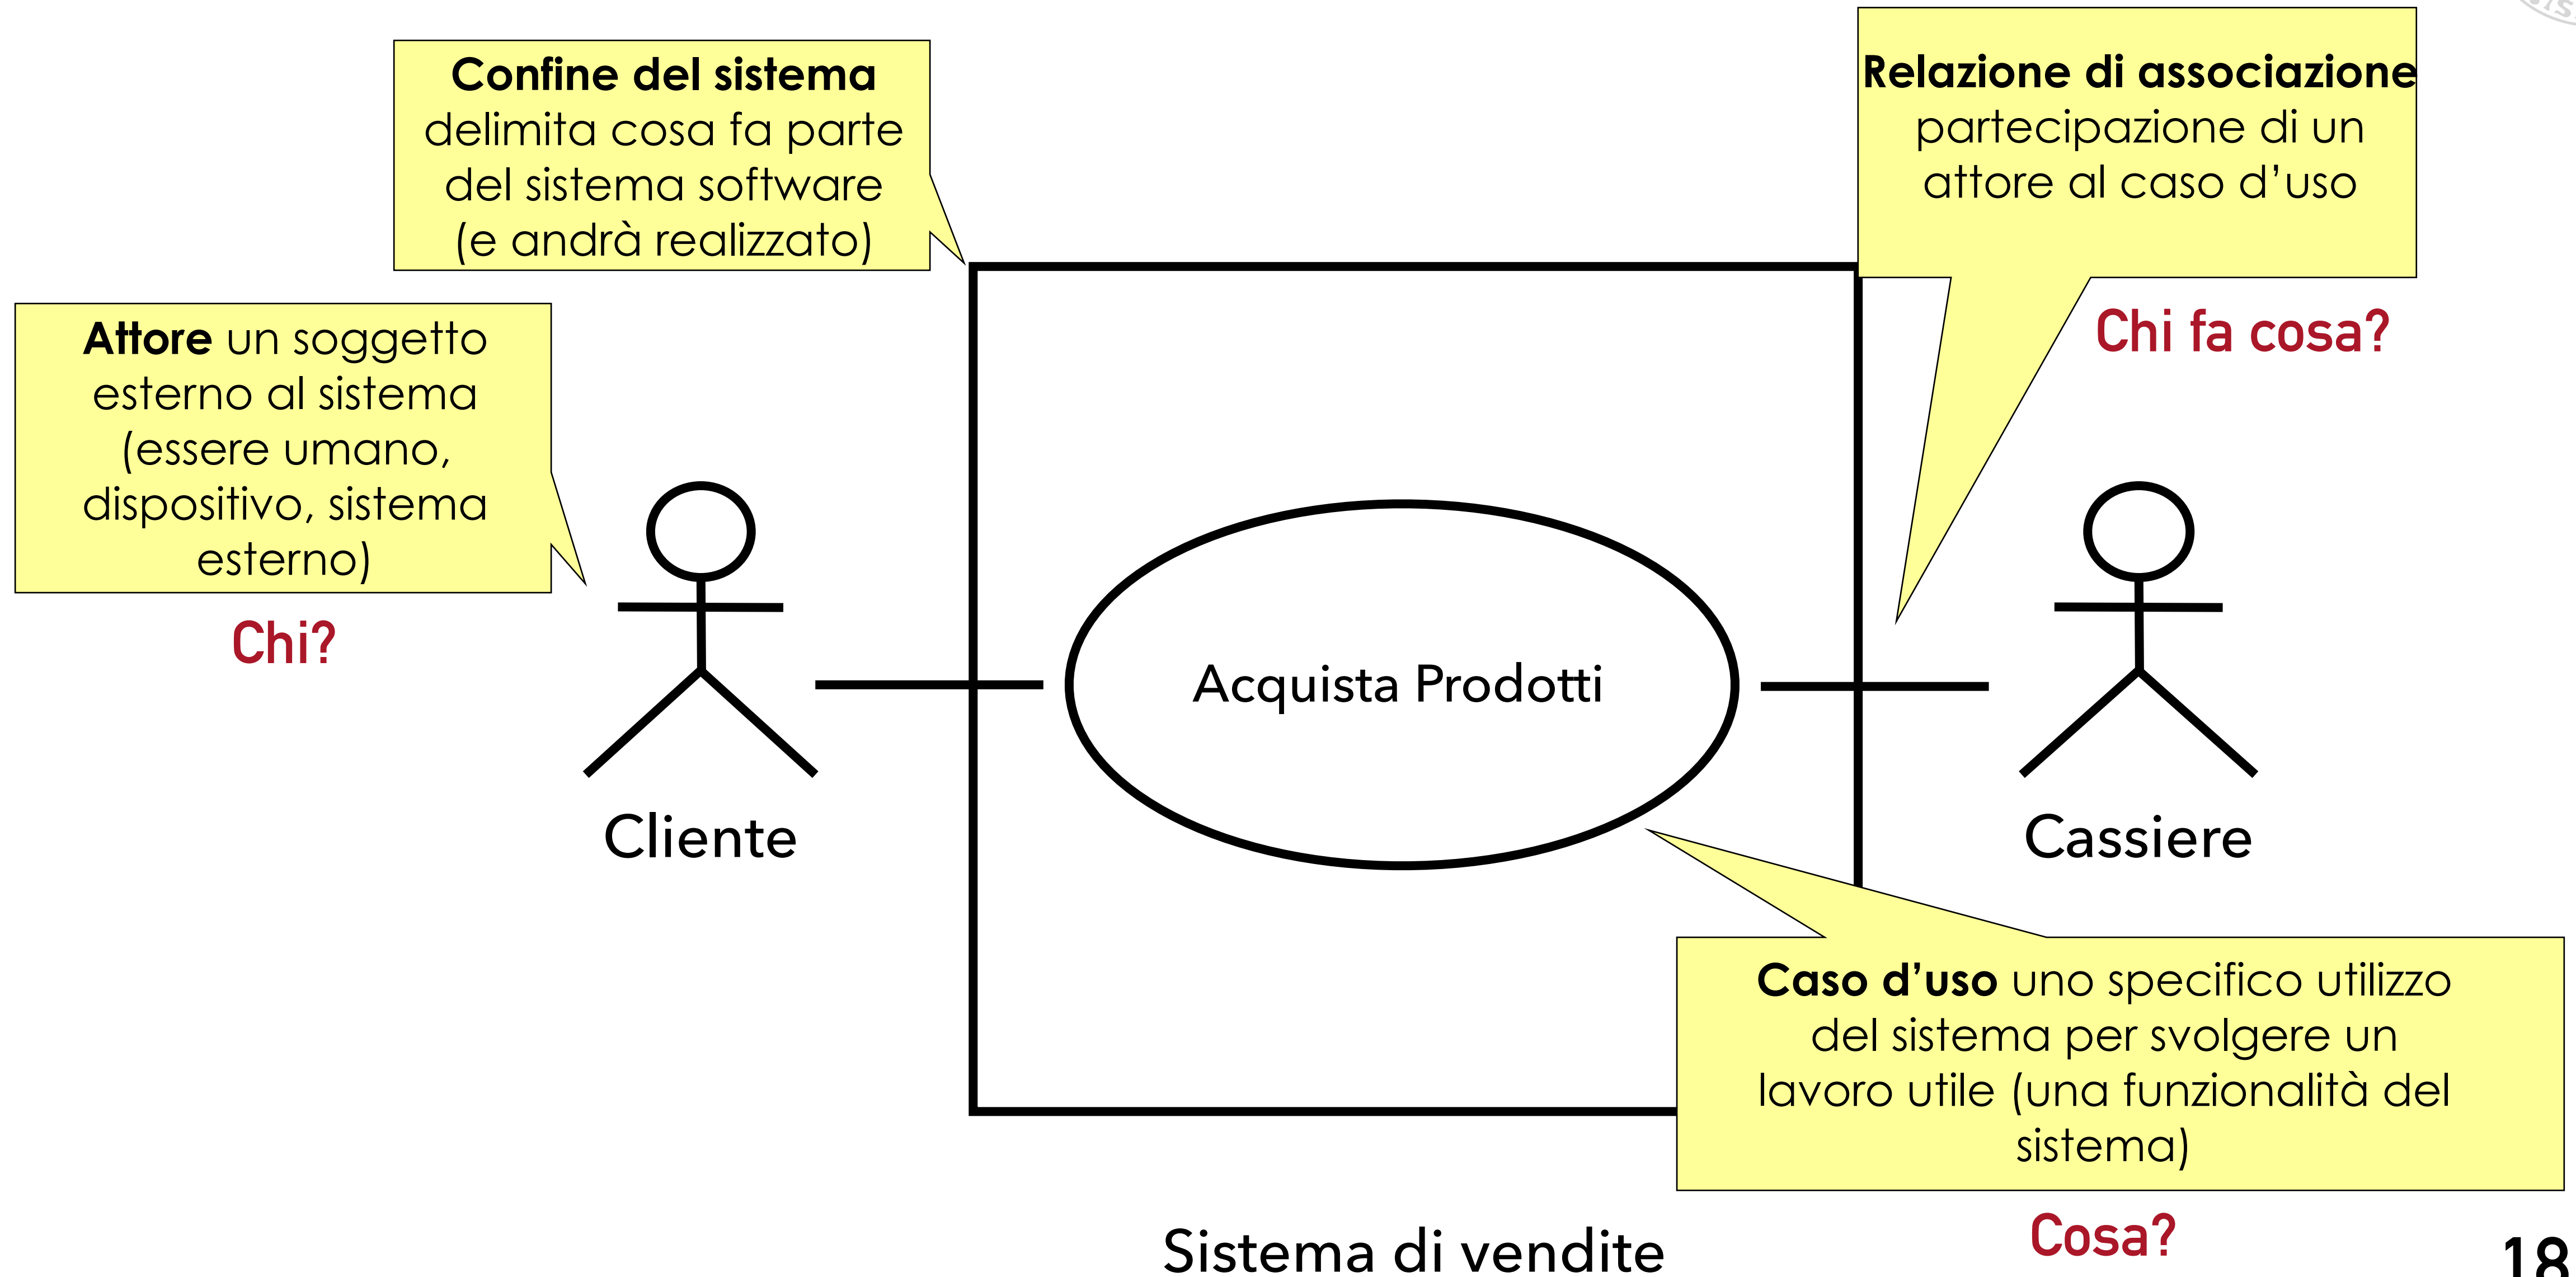 Confine del sistema
delimita cosa fa parte
del sistema software
(e andrà realizzato)
Relazione di associazione
partecipazione di un
attore al caso d’uso
Chi fa cosa?
Attore un soggetto
esterno al sistema
(essere umano,
dispositivo, sistema
esterno)
Chi?
Acquista Prodotti
Cliente
Cassiere
Caso d’uso uno specifico utilizzo
del sistema per svolgere un
lavoro utile (una funzionalità del
sistema)
Cosa?
Sistema di vendite
18